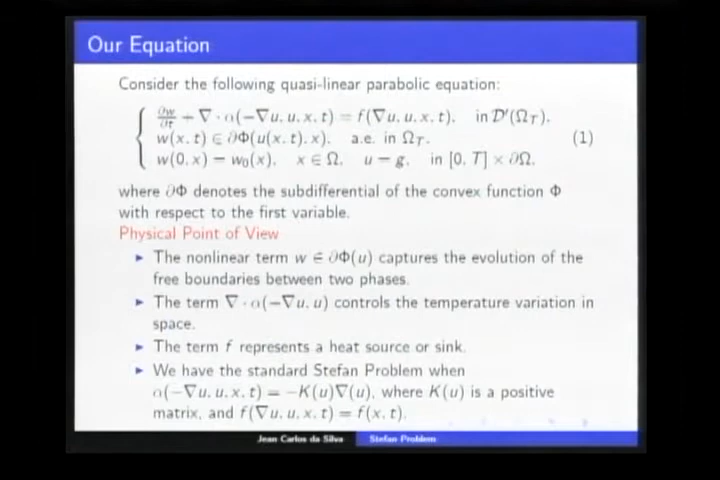 Our Equation
Consider the following quasi-linear parabolic equation:
∂w/∂t + ∇ · α(−∇u, u, x, t) = f(∇u, u, x, t), in D′(Ω_T),
w(x, t) ∈ ∂Φ(u(x, t), x), a.e. in Ω_T, (1)
w(0, x) = w₀(x), x ∈ Ω, u = g, in [0, T] × ∂Ω,
where ∂Φ denotes the subdifferential of the convex function Φ
with respect to the first variable.
Physical Point of View
► The nonlinear term w ∈ ∂Φ(u) captures the evolution of the
free boundaries between two phases.
► The term ∇ · α(−∇u, u) controls the temperature variation in
space.
► The term f represents a heat source or sink.
► We have the standard Stefan Problem when
α(−∇u, u, x, t) = −K(u)∇(u), where K(u) is a positive
matrix, and f(∇u, u, x, t) = f(x, t).
Jean Carlos da Silva Stefan Problem